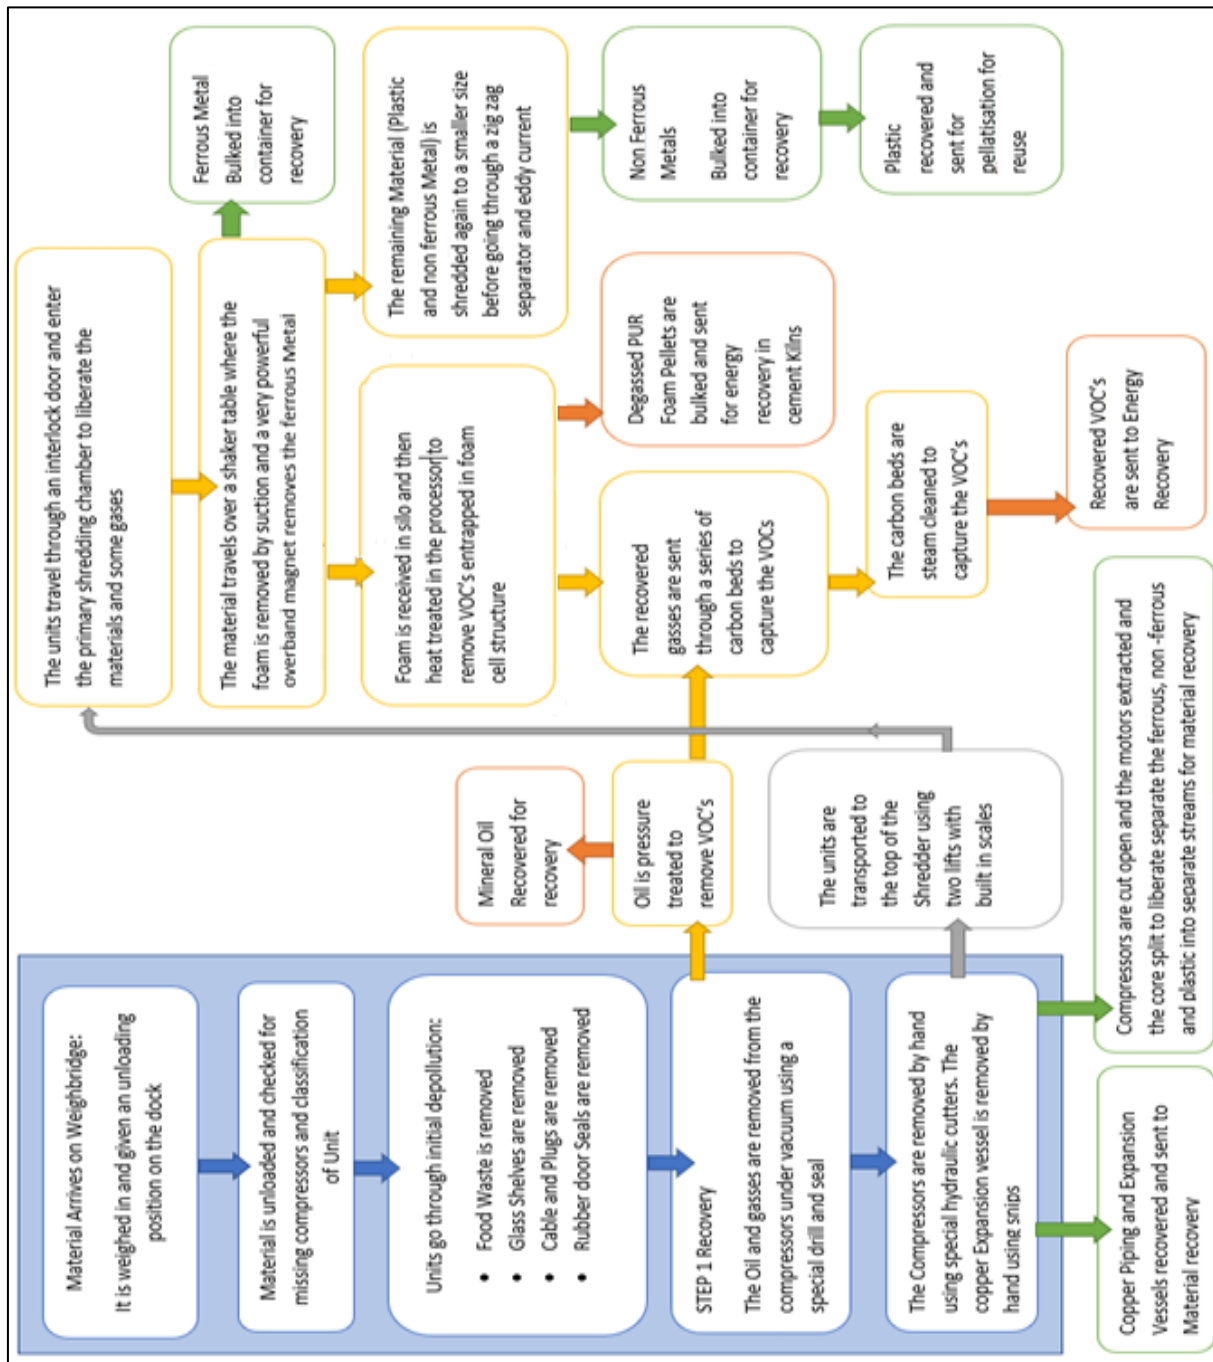 Material Arrives on Weighbridge:
It is weighed in and given an unloading
position on the dock
Material is unloaded and checked for
missing compressors and classification
of Unit
Units go through initial depollution:
• Food Waste is removed
• Glass Shelves are removed
• Cable and Plugs are removed
• Rubber door Seals are removed
STEP 1 Recovery
The Oil and gasses are removed from the
compressors under vacuum using a
special drill and seal
The Compressors are removed by hand
using special hydraulic cutters. The
copper Expansion vessel is removed by
hand using snips
Copper Piping and Expansion
Vessels recovered and sent to
Material recovery
Compressors are cut open and the motors extracted and
the core split to liberate separate the ferrous, non -ferrous
and plastic into separate streams for material recovery
Mineral Oil
Recovered for
recovery
Oil is pressure
treated to
remove VOC's
The units are
transported to
the top of the
Shredder using
two lifts with
built in scales
The units travel through an interlock door and enter
the primary shredding chamber to liberate the
materials and some gases
The material travels over a shaker table where the
foam is removed by suction and a very powerful
overband magnet removes the ferrous Metal
Foam is received in silo and then
heat treated in the processor to
remove VOC's entrapped in foam
cell structure
The recovered
gasses are sent
through a series of
carbon beds to
capture the VOCs
The carbon beds are
steam cleaned to
capture the VOC's
Recovered VOC's
are sent to Energy
Recovery
Degassed PUR
Foam Pellets are
bulked and sent
for energy
recovery in
cement Kilns
Ferrous Metal
Bulked into
container for
recovery
The remaining Material (Plastic
and non ferrous Metal) is
shredded again to a smaller size
before going through a zig zag
separator and eddy current
Non Ferrous
Metals
Bulked into
container for
recovery
Plastic
recovered and
sent for
pelletisation for
reuse